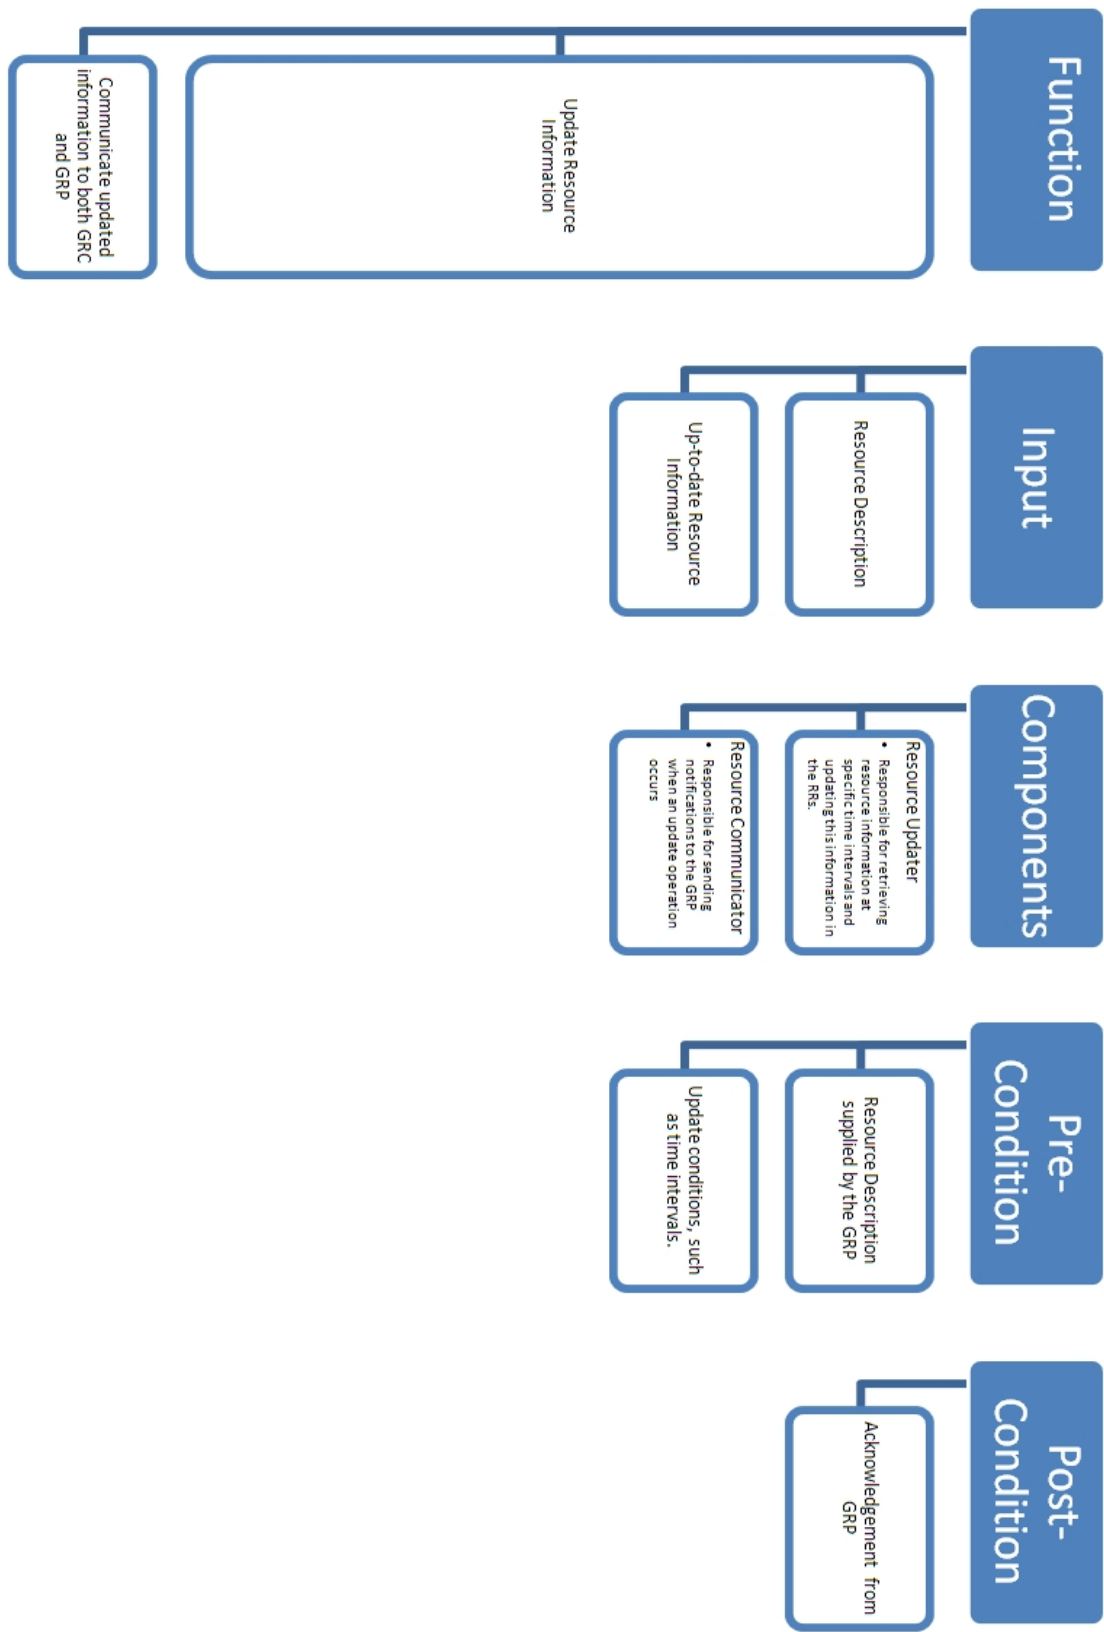 Function
Update Resource
Information
Communicate updated
information to both GRC
and GRP
Input
Resource Description
Up-to-date Resource
Information
Components
Resource Updater
• Responsible for retrieving
resource information at
specific time intervals and
updating this information in
the RRs.
Resource Communicator
• Responsible for sending
notifications to the GRP
when an update operation
occurs
Pre-
Condition
Resource Description
supplied by the GRP
Update conditions, such
as time intervals.
Post-
Condition
Acknowledgement from
GRP